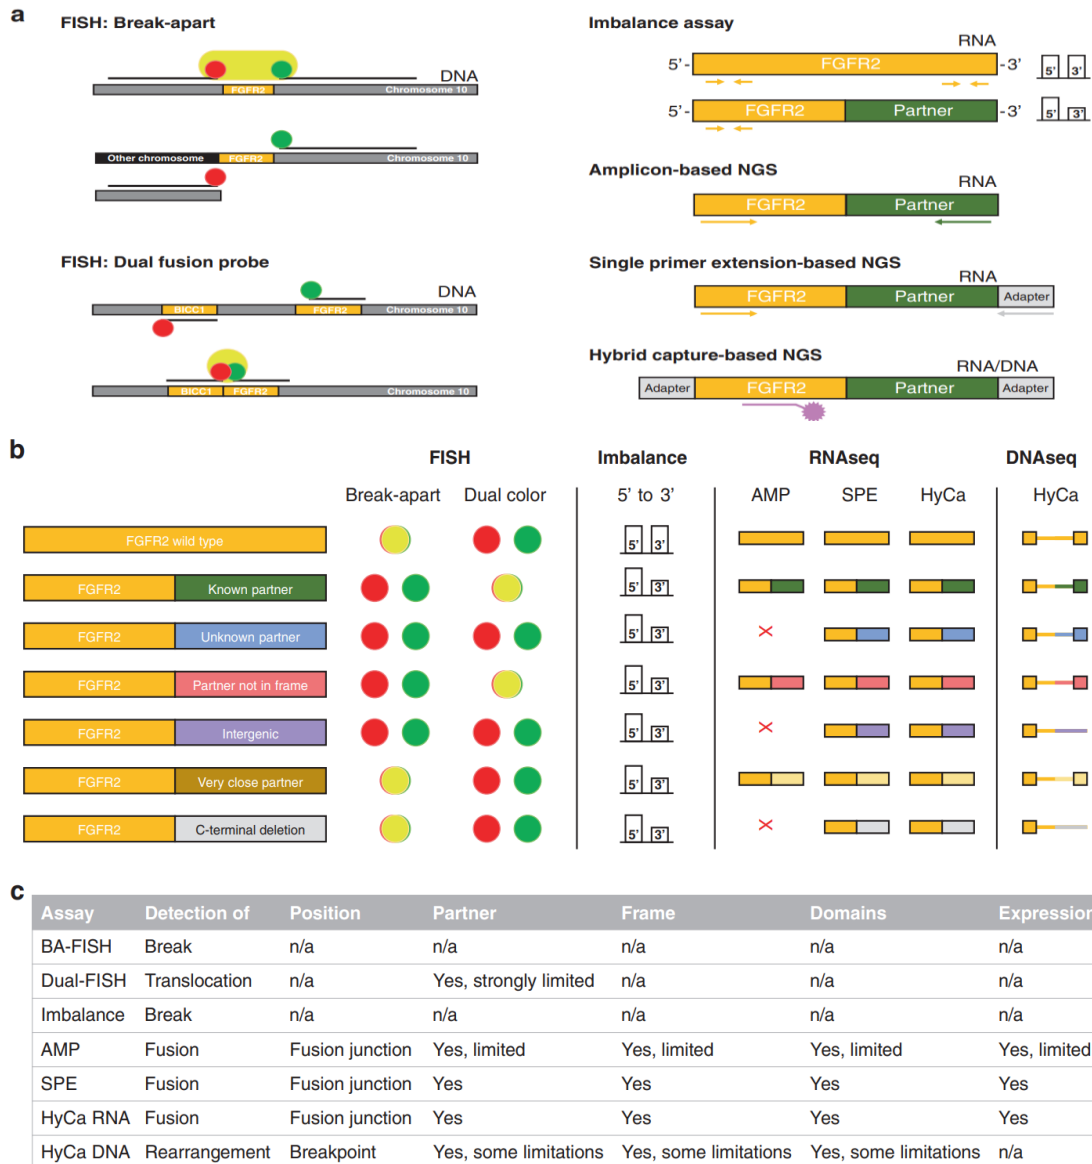 a
FISH: Break-apart
DNA
FGFR2 Chromosome 10
Other chromosome FGFR2 Chromosome 10
FISH: Dual fusion probe
DNA
BICC1 FGFR2 Chromosome 10
BICC1 FGFR2 Chromosome 10
Imbalance assay
RNA
5' - FGFR2 - 3' 5' 3'
5' - FGFR2 Partner - 3' 5' 3'
Amplicon-based NGS
RNA
FGFR2 Partner
Single primer extension-based NGS
RNA
FGFR2 Partner Adapter
Hybrid capture-based NGS
RNA/DNA
Adapter FGFR2 Partner Adapter
b
FISH Imbalance RNAseq DNAseq
Break-apart Dual color 5' to 3' AMP SPE HyCa HyCa
FGFR2 wild type 5' 3'
FGFR2 Known partner 5' 3'
FGFR2 Unknown partner 5' 3'
FGFR2 Partner not in frame 5' 3'
FGFR2 Intergenic 5' 3'
FGFR2 Very close partner 5' 3'
FGFR2 C-terminal deletion 5' 3'
c
Assay Detection of Position Partner Frame Domains Expression
BA-FISH Break n/a n/a n/a n/a n/a
Dual-FISH Translocation n/a Yes, strongly limited n/a n/a n/a
Imbalance Break n/a n/a n/a n/a n/a
AMP Fusion Fusion junction Yes, limited Yes, limited Yes, limited Yes, limited
SPE Fusion Fusion junction Yes Yes Yes Yes
HyCa RNA Fusion Fusion junction Yes Yes Yes Yes
HyCa DNA Rearrangement Breakpoint Yes, some limitations Yes, some limitations Yes, some limitations n/a